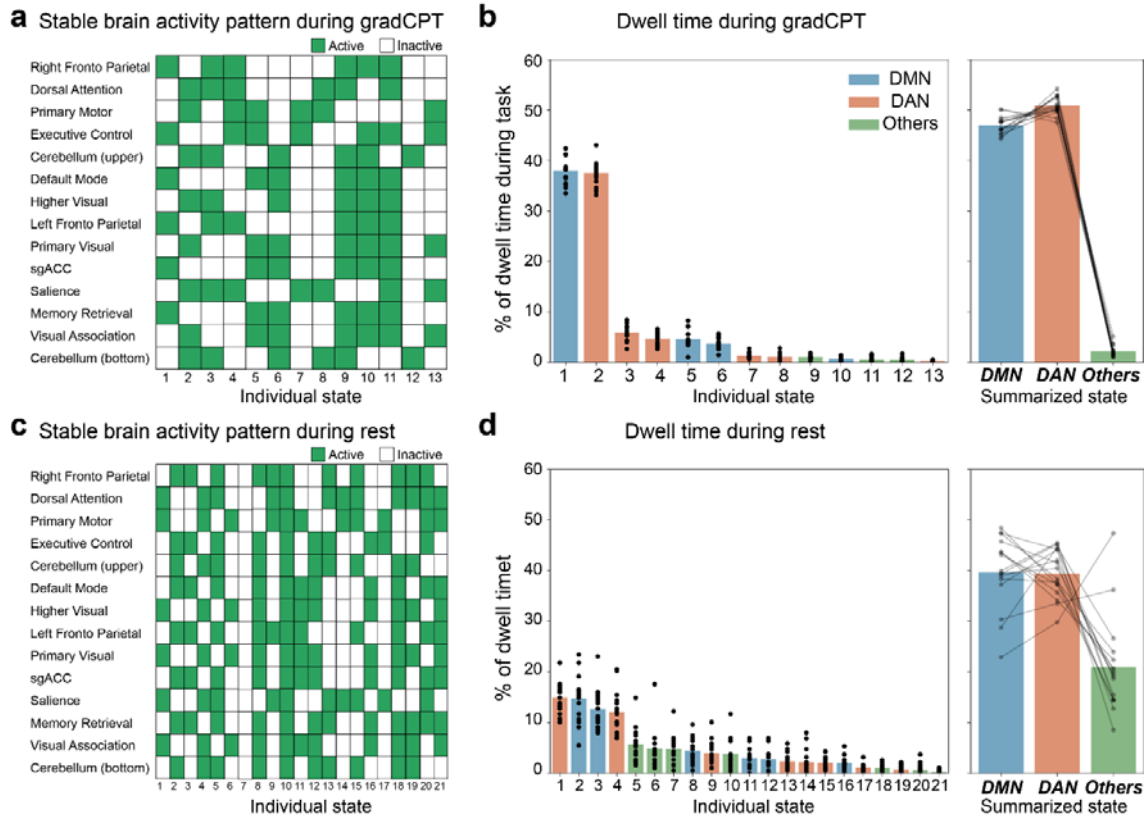 a Stable brain activity pattern during gradCPT
Active Inactive
Right Fronto Parietal
Dorsal Attention
Primary Motor
Executive Control
Cerebellum (upper)
Default Mode
Higher Visual
Left Fronto Parietal
Primary Visual
sgACC
Salience
Memory Retrieval
Visual Association
Cerebellum (bottom)
1 2 3 4 5 6 7 8 9 10 11 12 13
Individual state
b Dwell time during gradCPT
% of dwell time during task
60
50
40
30
20
10
0
DMN
DAN
Others
1 2 3 4 5 6 7 8 9 10 11 12 13
Individual state
DMN DAN Others
Summarized state
c Stable brain activity pattern during rest
Active Inactive
Right Fronto Parietal
Dorsal Attention
Primary Motor
Executive Control
Cerebellum (upper)
Default Mode
Higher Visual
Left Fronto Parietal
Primary Visual
sgACC
Salience
Memory Retrieval
Visual Association
Cerebellum (bottom)
1 2 3 4 5 6 7 8 9 10 11 12 13 14 15 16 17 18 19 20 21
Individual state
d Dwell time during rest
% of dwell timet
60
50
40
30
20
10
0
1 2 3 4 5 6 7 8 9 10 11 12 13 14 15 16 17 18 19 20 21
Individual state
DMN DAN Others
Summarized state